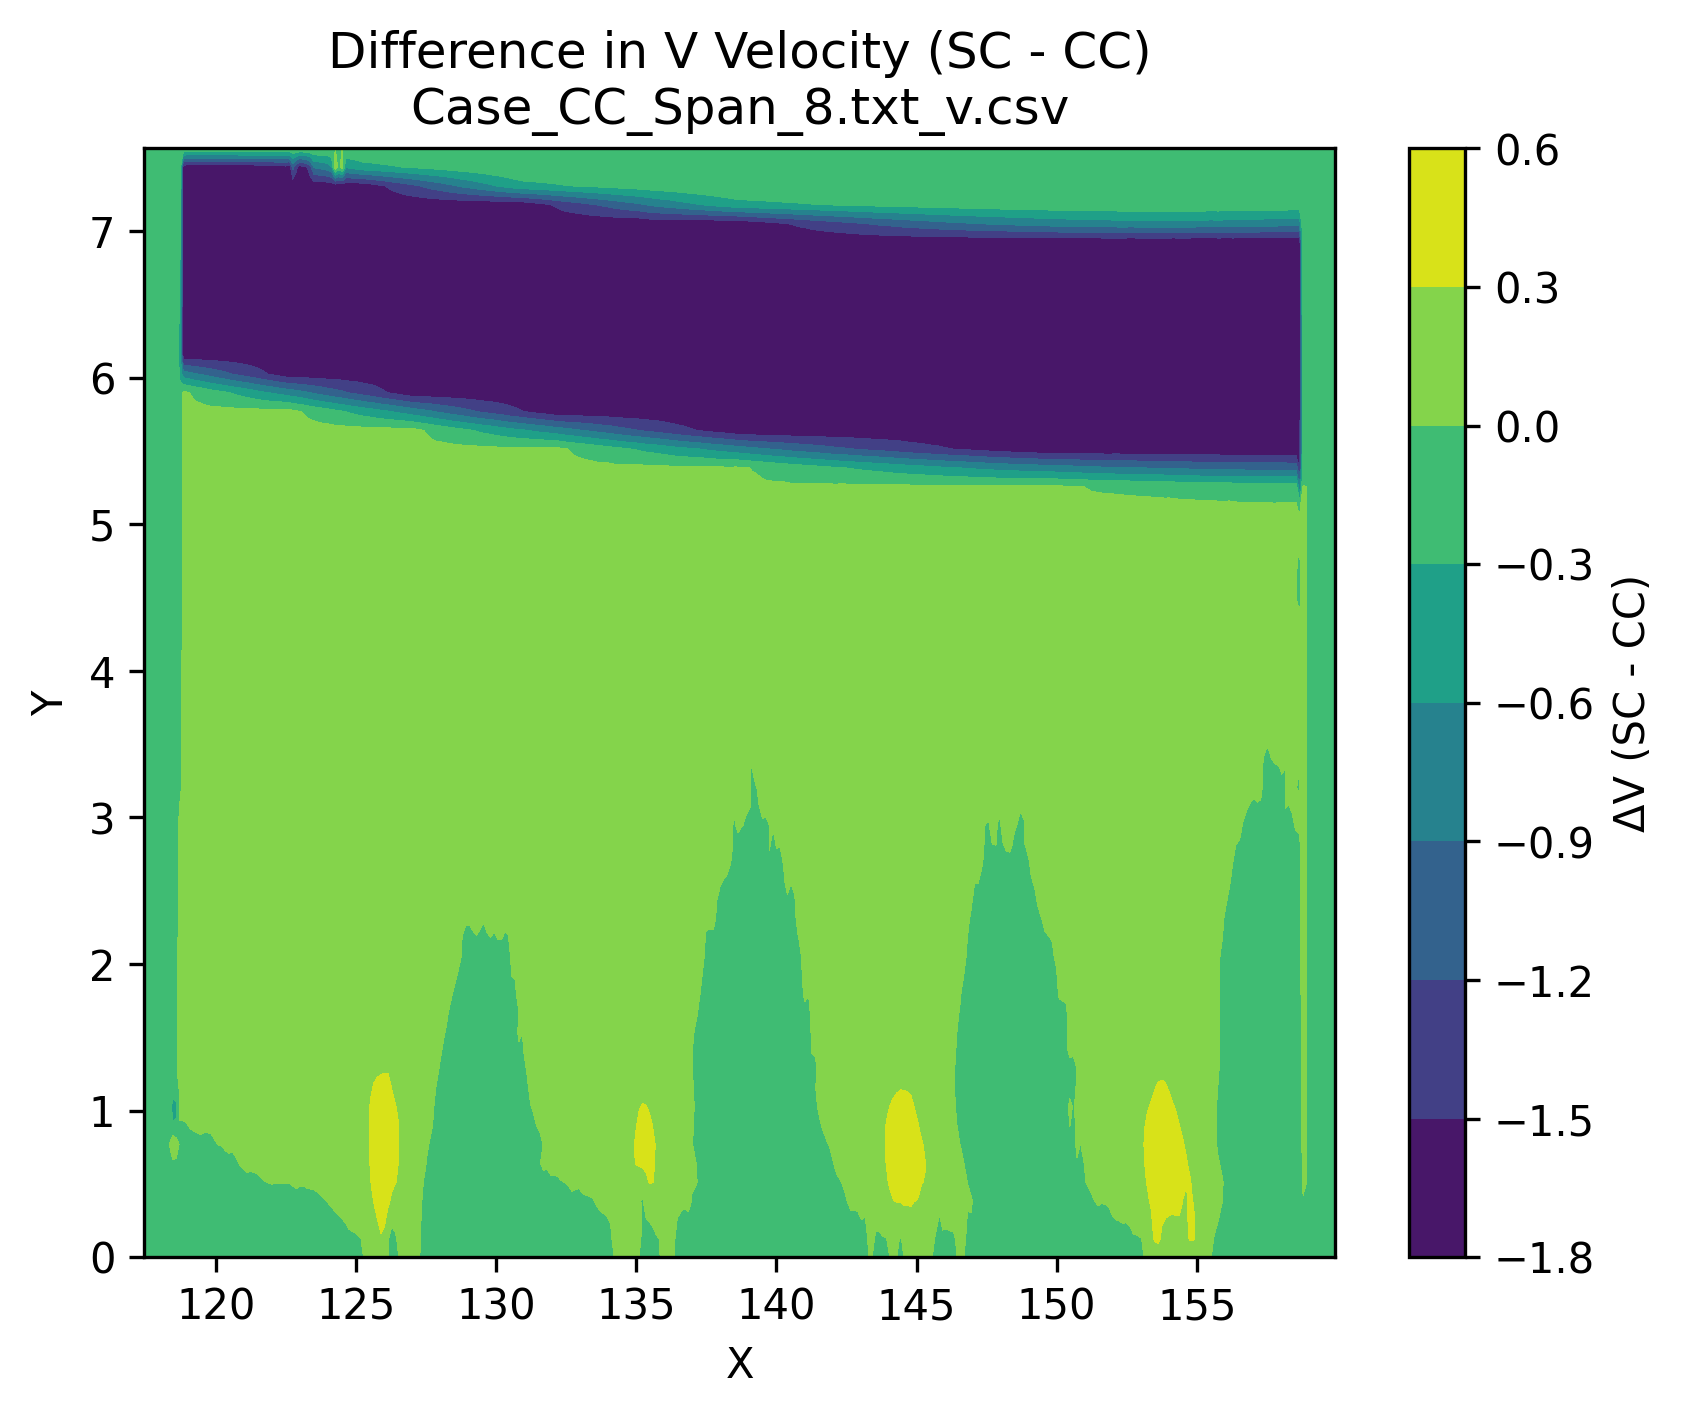 Difference in V Velocity (SC - CC)
Case_CC_Span_8.txt_v.csv
7
6
5
4
3
2
1
0
Y
120 125 130 135 140 145 150 155
X
0.6
0.3
0.0
−0.3
−0.6
−0.9
−1.2
−1.5
−1.8
ΔV (SC - CC)